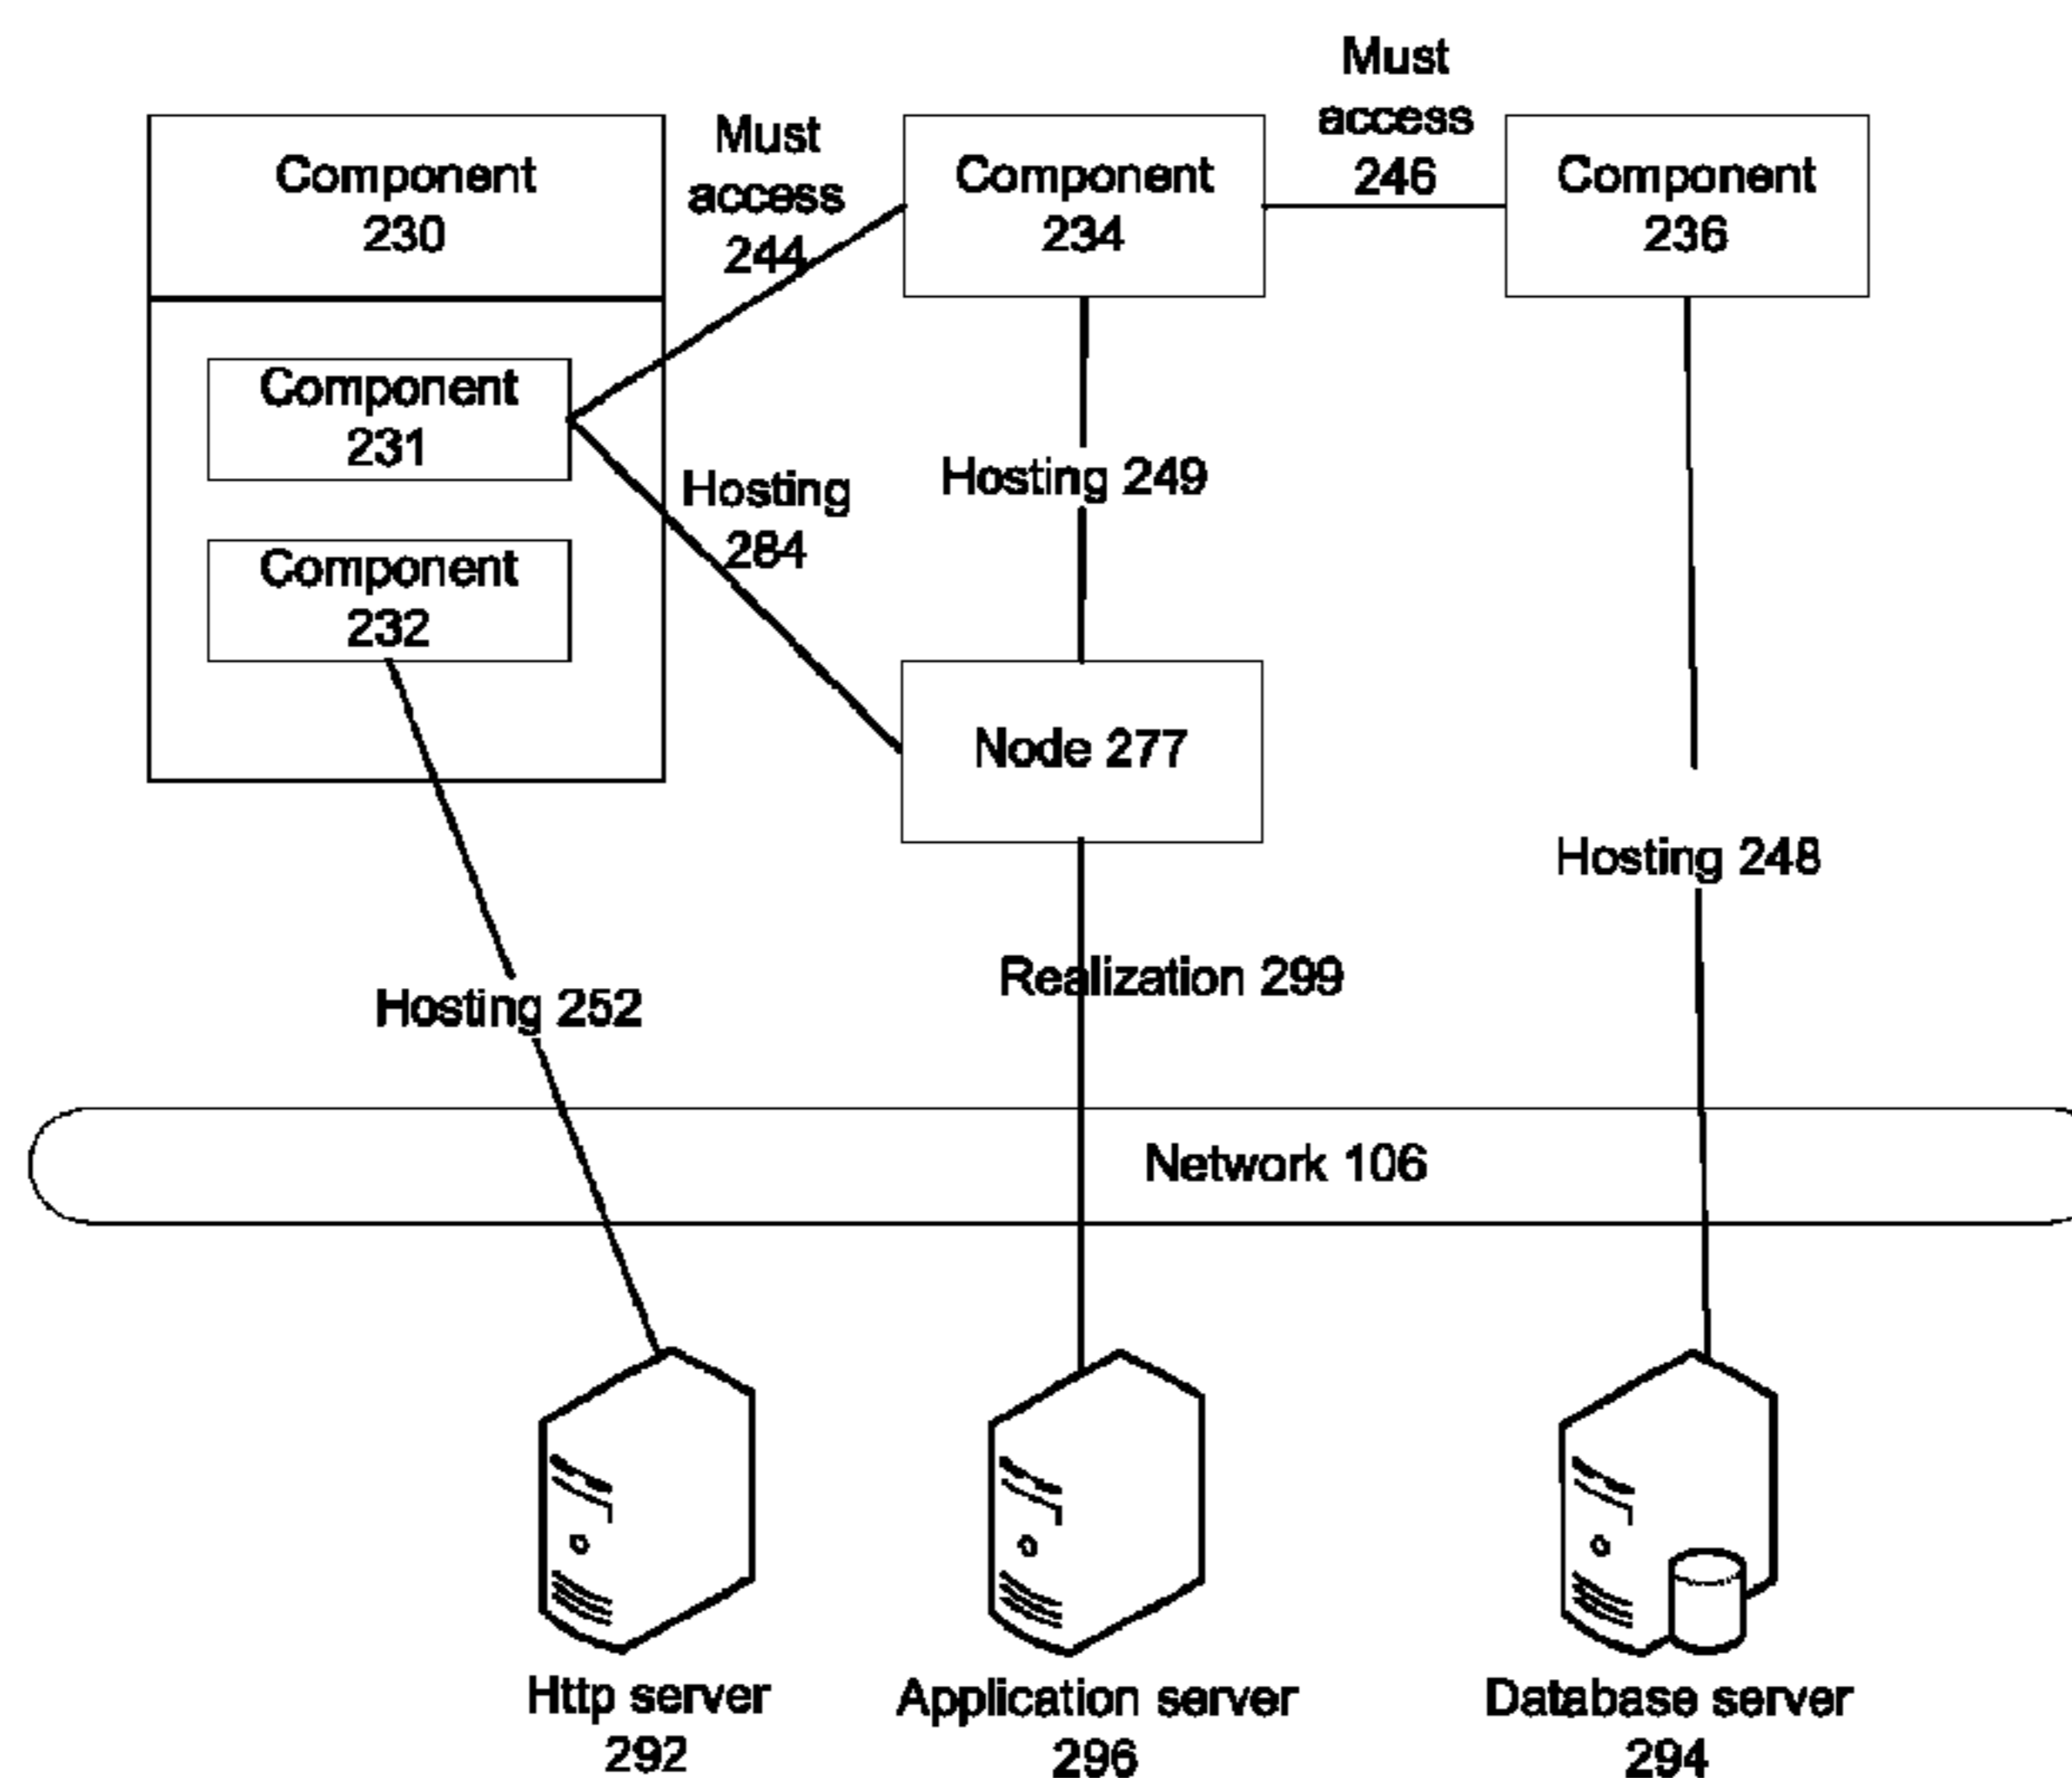 Must
access
246
Must
access
244
Component
230
Component
234
Component
236
Component
231
Hosting
284
Hosting 249
Component
232
Node 277
Hosting 248
Realization 299
Hosting 252
Network 106
Http server
292
Application server
296
Database server
294